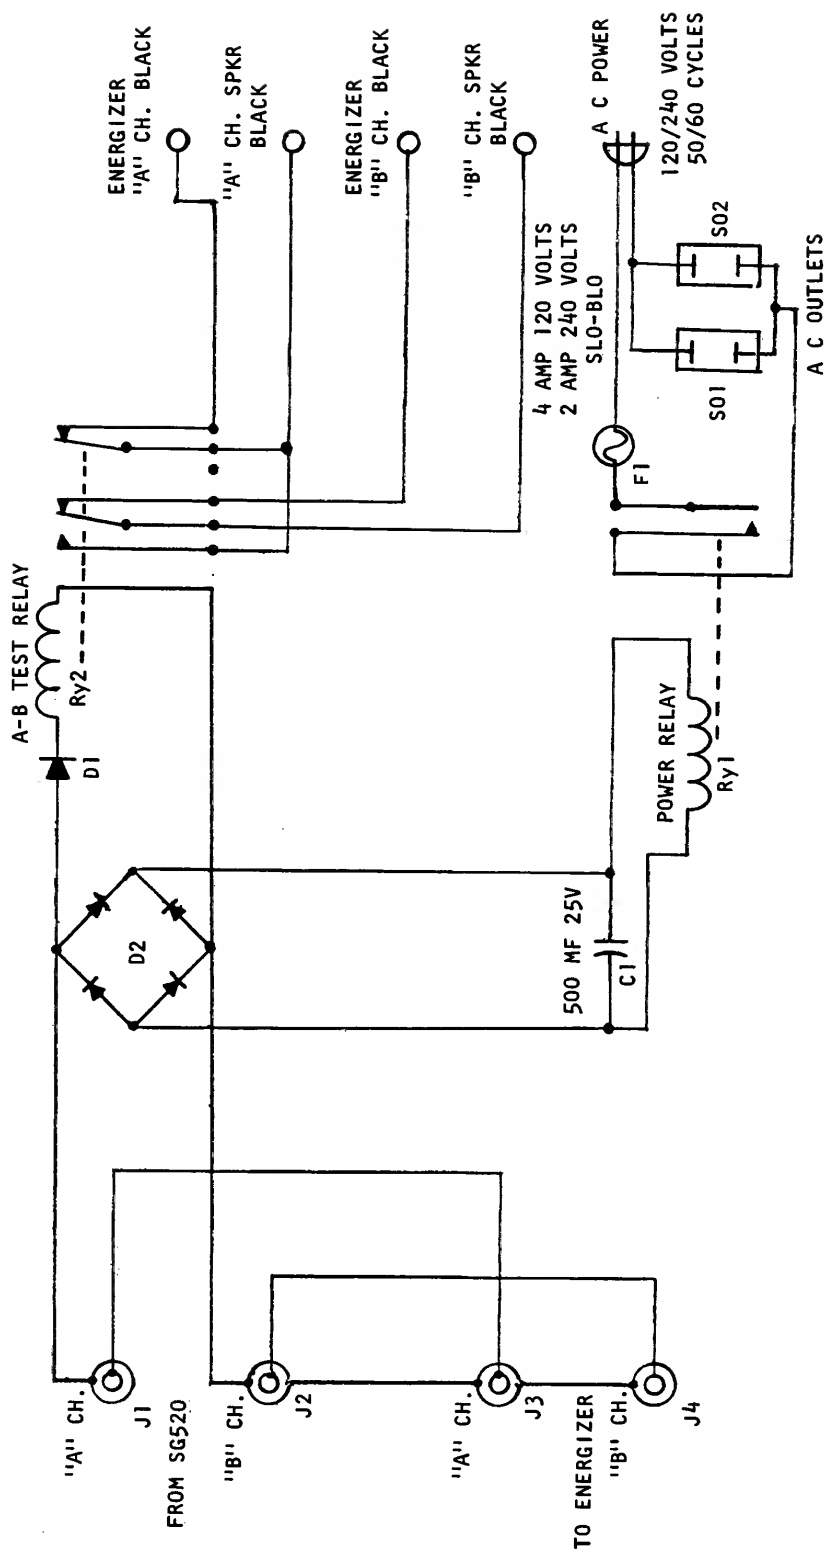 A-B TEST RELAY
Ry2
D1
D2
ENERGIZER
"A" CH. BLACK
"A" CH. SPKR
BLACK
ENERGIZER
"B" CH. BLACK
"B" CH. SPKR
BLACK
A C POWER
120/240 VOLTS
50/60 CYCLES
4 AMP 120 VOLTS
2 AMP 240 VOLTS
SLO-BLO
F1
SO1
SO2
A C OUTLETS
POWER RELAY
Ry1
500 MF 25V
C1
"A" CH.
J1
FROM SG520
"B" CH.
J2
"A" CH.
J3
TO ENERGIZER
"B" CH.
J4